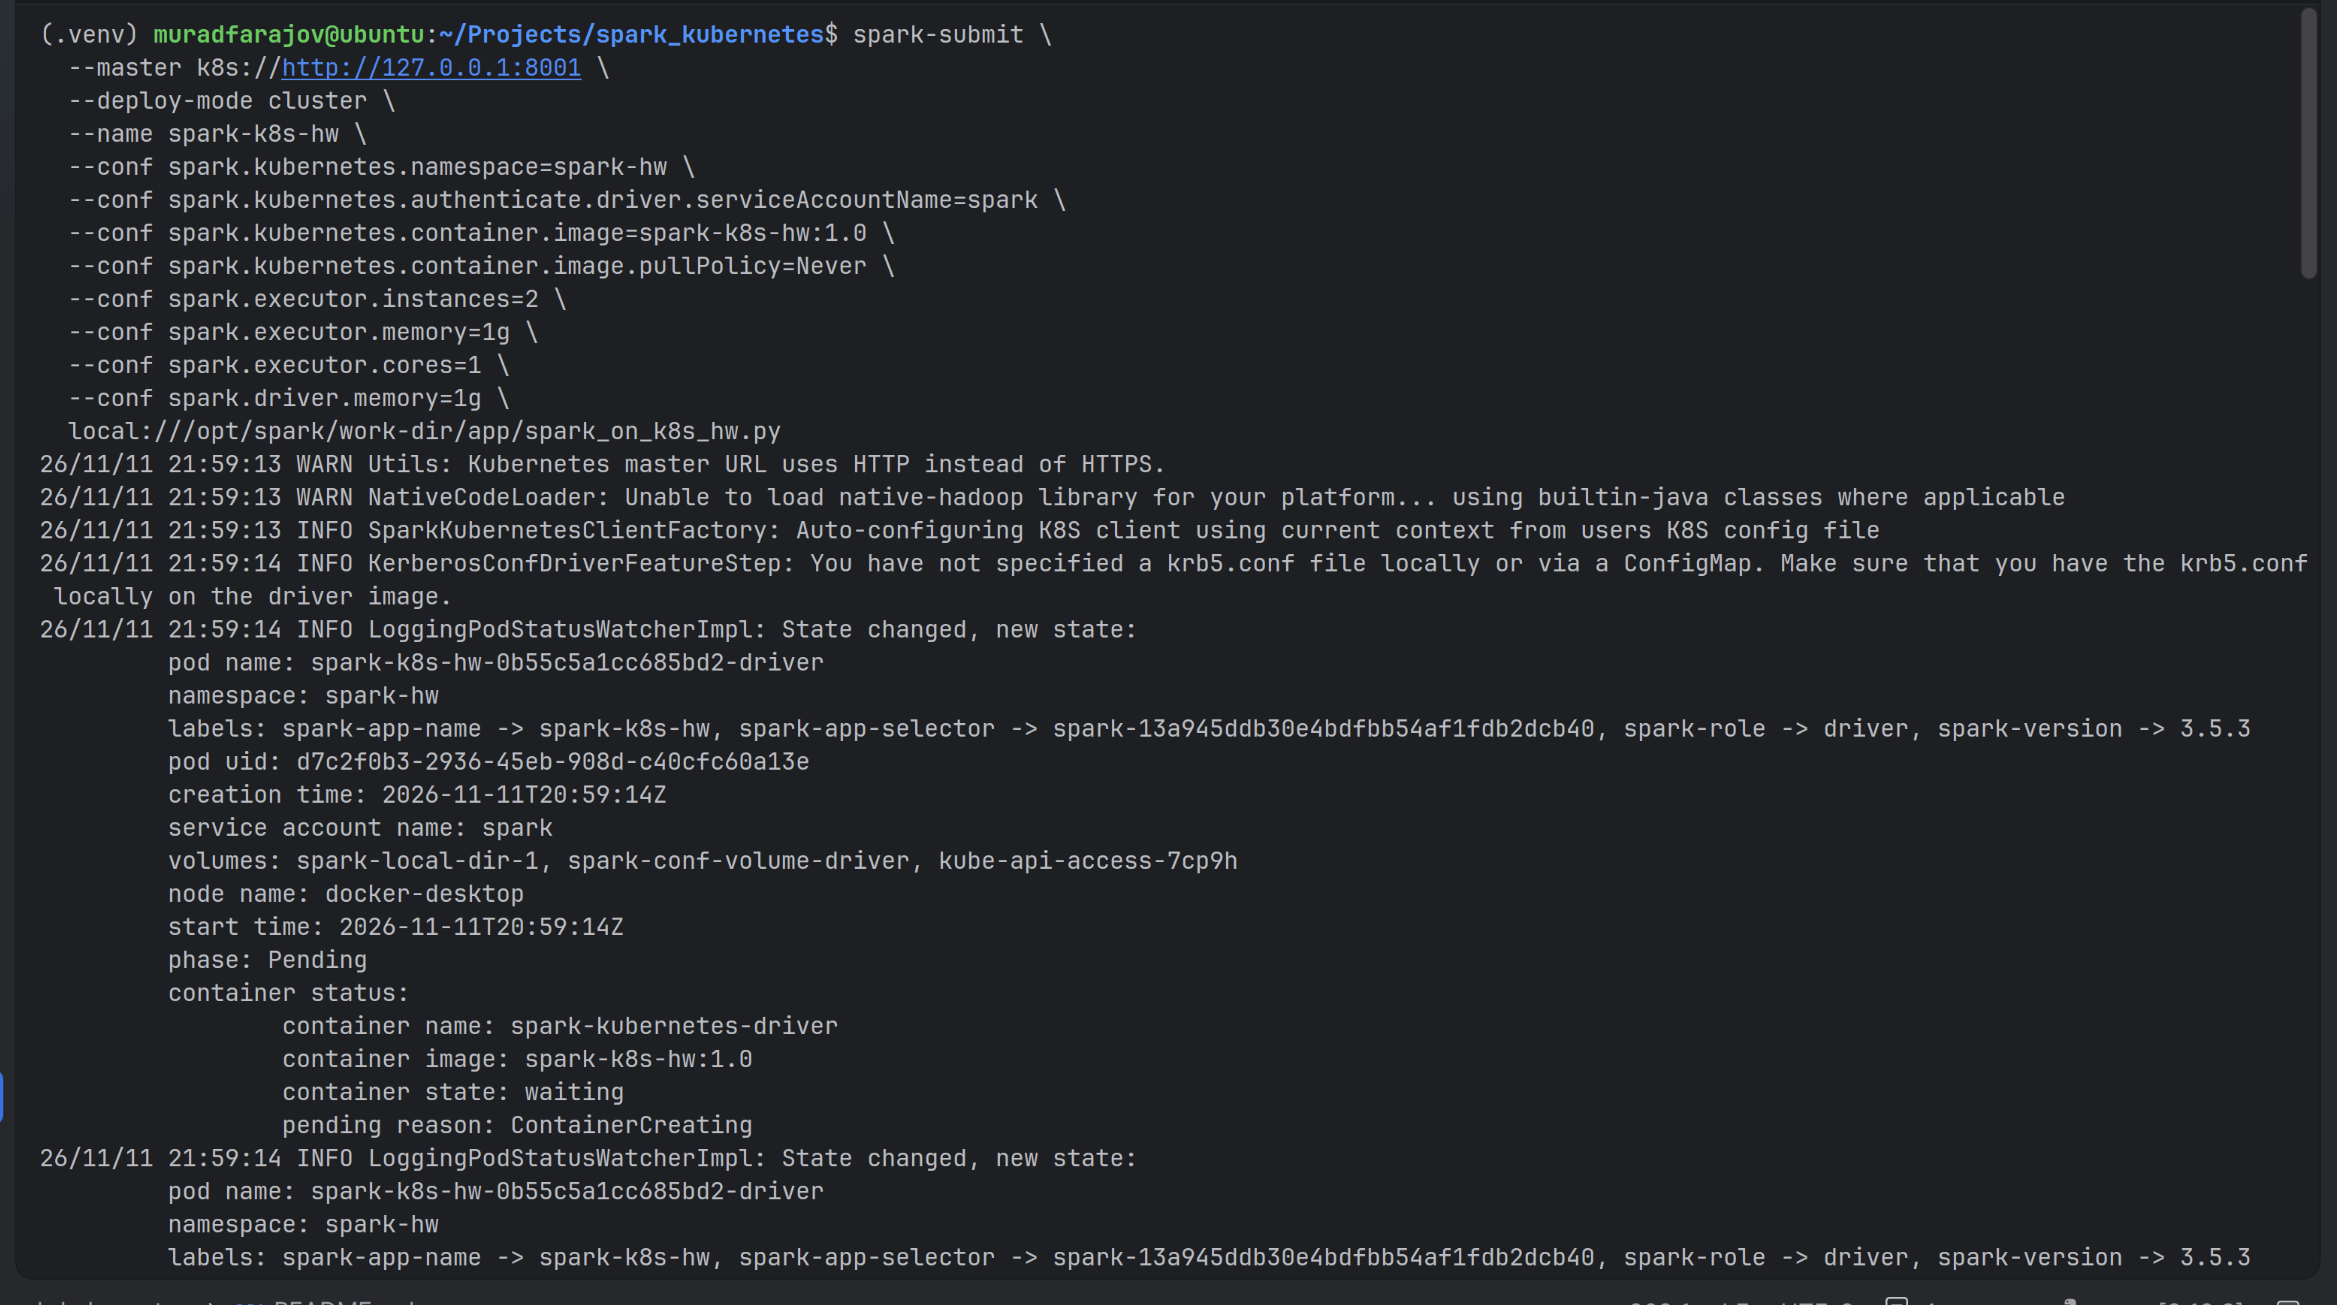 (.venv) muradfarajov@ubuntu:~/Projects/spark_kubernetes$ spark-submit \
  --master k8s://http://127.0.0.1:8001 \
  --deploy-mode cluster \
  --name spark-k8s-hw \
  --conf spark.kubernetes.namespace=spark-hw \
  --conf spark.kubernetes.authenticate.driver.serviceAccountName=spark \
  --conf spark.kubernetes.container.image=spark-k8s-hw:1.0 \
  --conf spark.kubernetes.container.image.pullPolicy=Never \
  --conf spark.executor.instances=2 \
  --conf spark.executor.memory=1g \
  --conf spark.executor.cores=1 \
  --conf spark.driver.memory=1g \
  local:///opt/spark/work-dir/app/spark_on_k8s_hw.py
26/11/11 21:59:13 WARN Utils: Kubernetes master URL uses HTTP instead of HTTPS.
26/11/11 21:59:13 WARN NativeCodeLoader: Unable to load native-hadoop library for your platform... using builtin-java classes where applicable
26/11/11 21:59:13 INFO SparkKubernetesClientFactory: Auto-configuring K8S client using current context from users K8S config file
26/11/11 21:59:14 INFO KerberosConfDriverFeatureStep: You have not specified a krb5.conf file locally or via a ConfigMap. Make sure that you have the krb5.conf
 locally on the driver image.
26/11/11 21:59:14 INFO LoggingPodStatusWatcherImpl: State changed, new state:
         pod name: spark-k8s-hw-0b55c5a1cc685bd2-driver
         namespace: spark-hw
         labels: spark-app-name -> spark-k8s-hw, spark-app-selector -> spark-13a945ddb30e4bdfbb54af1fdb2dcb40, spark-role -> driver, spark-version -> 3.5.3
         pod uid: d7c2f0b3-2936-45eb-908d-c40cfc60a13e
         creation time: 2026-11-11T20:59:14Z
         service account name: spark
         volumes: spark-local-dir-1, spark-conf-volume-driver, kube-api-access-7cp9h
         node name: docker-desktop
         start time: 2026-11-11T20:59:14Z
         phase: Pending
         container status:
                 container name: spark-kubernetes-driver
                 container image: spark-k8s-hw:1.0
                 container state: waiting
                 pending reason: ContainerCreating
26/11/11 21:59:14 INFO LoggingPodStatusWatcherImpl: State changed, new state:
         pod name: spark-k8s-hw-0b55c5a1cc685bd2-driver
         namespace: spark-hw
         labels: spark-app-name -> spark-k8s-hw, spark-app-selector -> spark-13a945ddb30e4bdfbb54af1fdb2dcb40, spark-role -> driver, spark-version -> 3.5.3